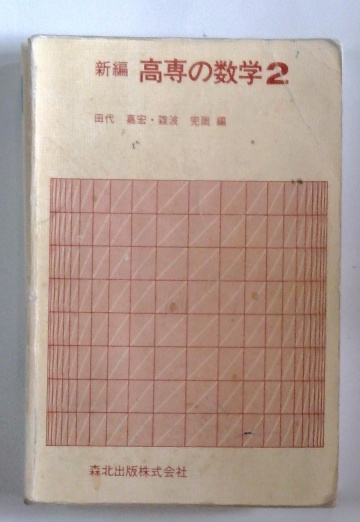 新編 高専の数学2
田代 嘉宏・難波 完爾 編
森北出版株式会社